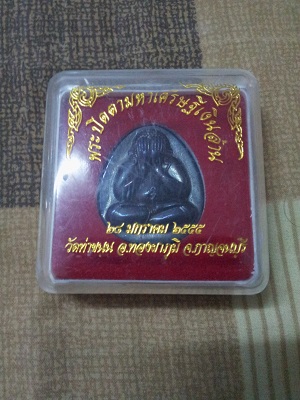 พระปิดตามหาเศรษฐีเงินล้าน
๒๘ มกราคม ๒๕๕๕
วัดท่าขนุน อ.ทองผาภูมิ จ.กาญจนบุรี